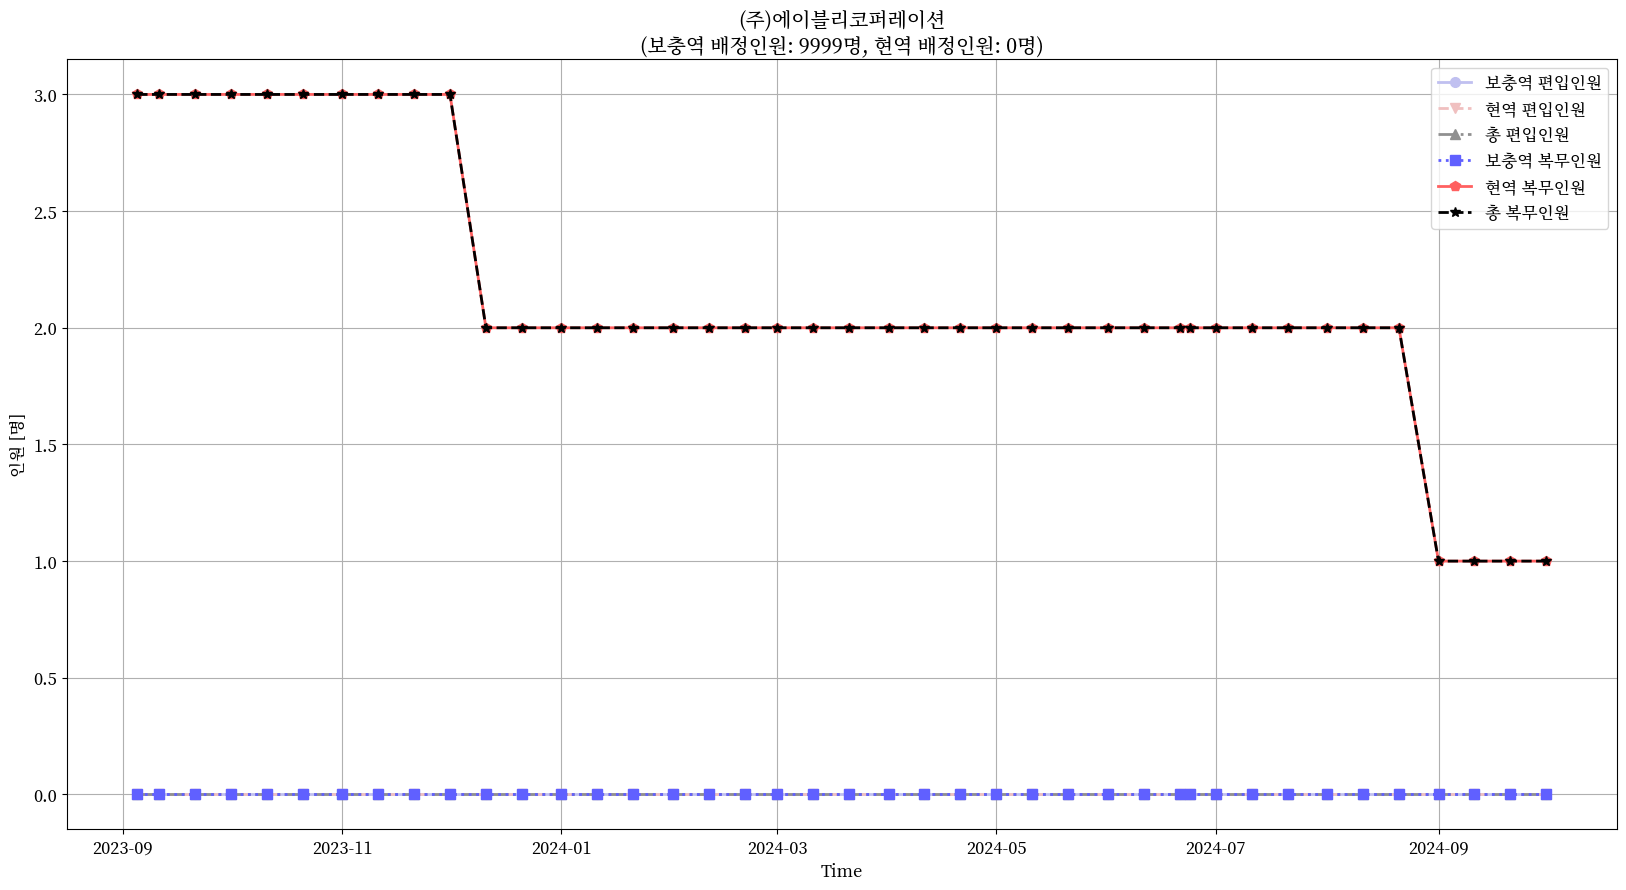 (주)에이블리코퍼레이션
(보충역 배정인원: 9999명, 현역 배정인원: 0명)
보충역 편입인원
현역 편입인원
총 편입인원
보충역 복무인원
현역 복무인원
총 복무인원
3.0
2.5
2.0
1.5
1.0
0.5
0.0
인원 [명]
2023-09
2023-11
2024-01
2024-03
2024-05
2024-07
2024-09
Time